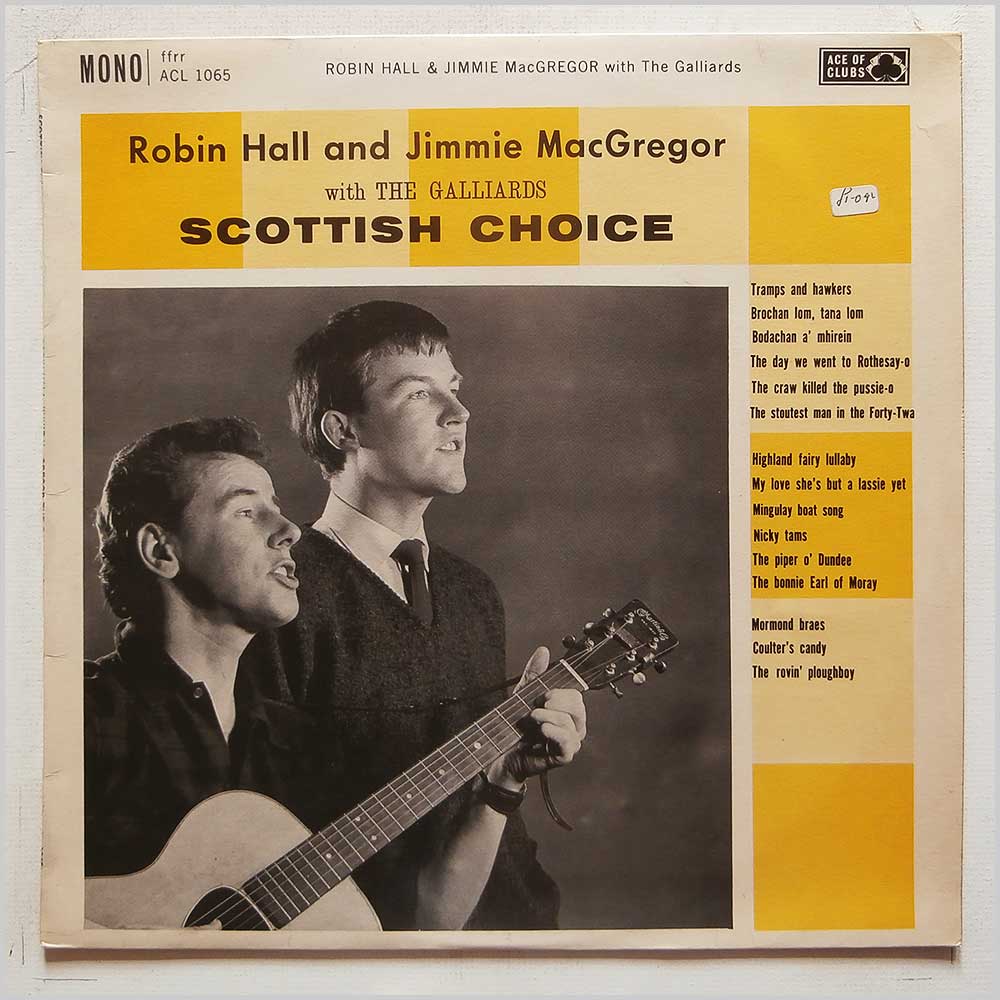 MONO
ffrr
ACL 1065
ROBIN HALL & JIMMIE MacGREGOR with The Galliards
ACE OF
CLUBS
Robin Hall and Jimmie MacGregor
with THE GALLIARDS
SCOTTISH CHOICE
Tramps and hawkers
Brochan lom, tana lom
Bodachan a' mhirein
The day we went to Rothesay-o
The craw killed the pussie-o
The stoutest man in the Forty-Twa
Highland fairy lullaby
My love she's but a lassie yet
Mingulay boat song
Nicky tams
The piper o' Dundee
The bonnie Earl of Moray
Mormond braes
Coulter's candy
The rovin' ploughboy